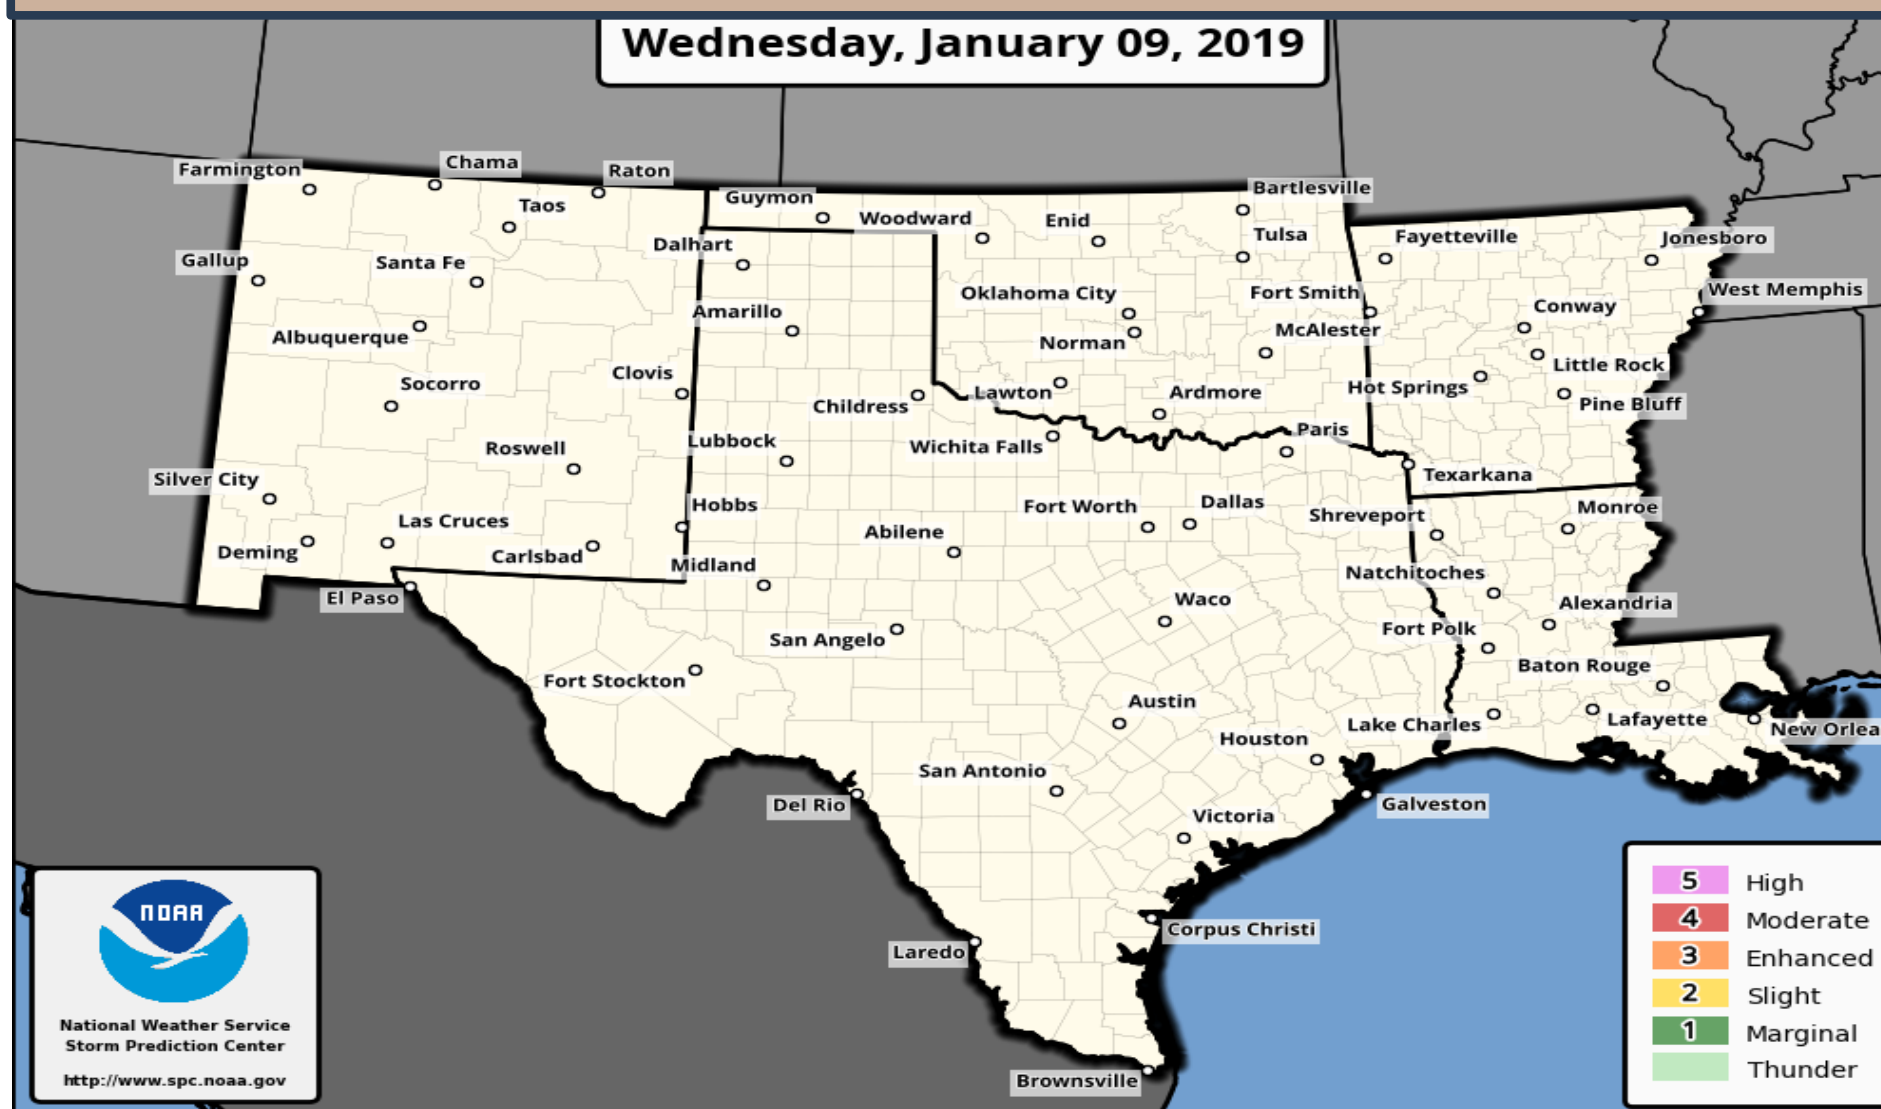 Wednesday, January 09, 2019
Farmington
Chama
Raton
Guymon
Bartlesville
Taos
Woodward
Enid
Tulsa
Fayetteville
Jonesboro
Dalhart
Gallup
Santa Fe
Oklahoma City
Fort Smith
West Memphis
Amarillo
Conway
Albuquerque
Norman
McAlester
Little Rock
Socorro
Clovis
Lawton
Ardmore
Hot Springs
Childress
Pine Bluff
Roswell
Lubbock
Wichita Falls
Paris
Silver City
Texarkana
Hobbs
Fort Worth
Dallas
Shreveport
Monroe
Las Cruces
Abilene
Deming
Carlsbad
Midland
Natchitoches
El Paso
Waco
Alexandria
San Angelo
Fort Polk
Fort Stockton
Baton Rouge
Austin
Lake Charles
Lafayette
New Orlea
Houston
San Antonio
Del Rio
Galveston
Victoria
Corpus Christi
Laredo
Brownsville
NOAA
National Weather Service
Storm Prediction Center
http://www.spc.noaa.gov
5 High
4 Moderate
3 Enhanced
2 Slight
1 Marginal
Thunder